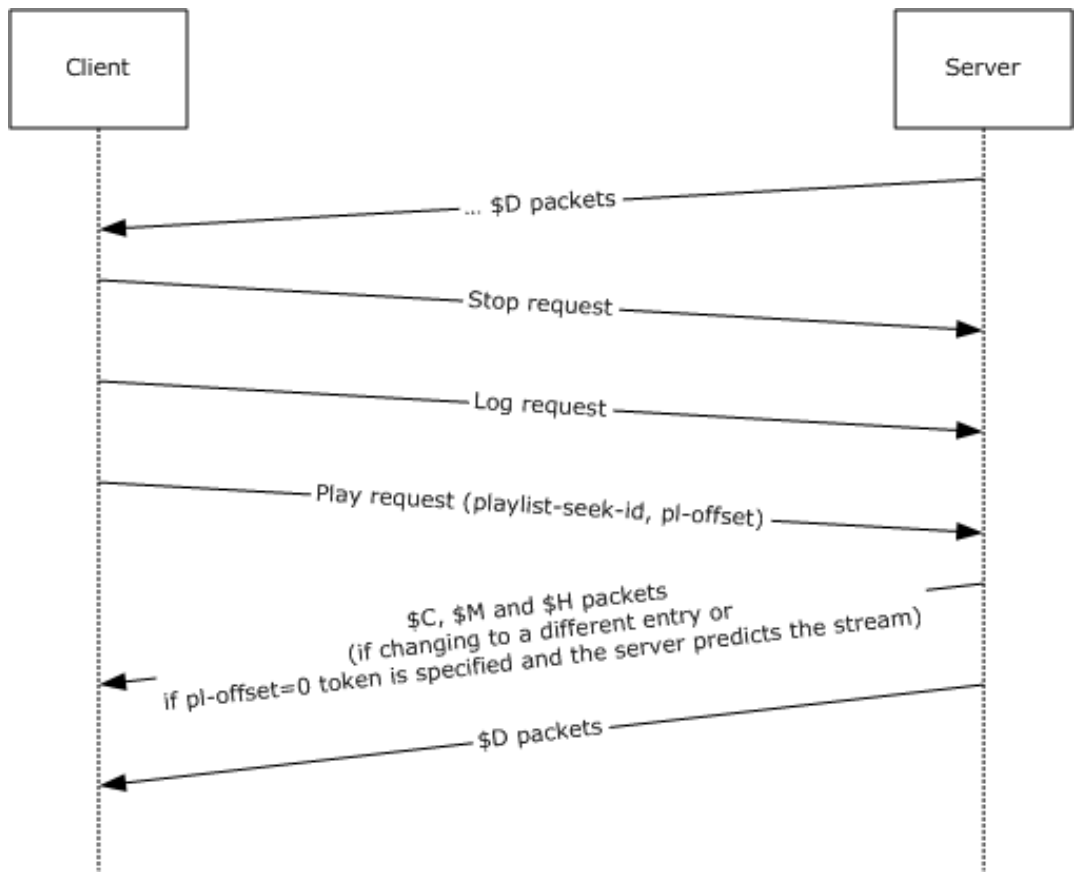 Client
Server
... $D packets
Stop request
Log request
Play request (playlist-seek-id, pl-offset)
$C, $M and $H packets
(if changing to a different entry or
if pl-offset=0 token is specified and the server predicts the stream)
$D packets